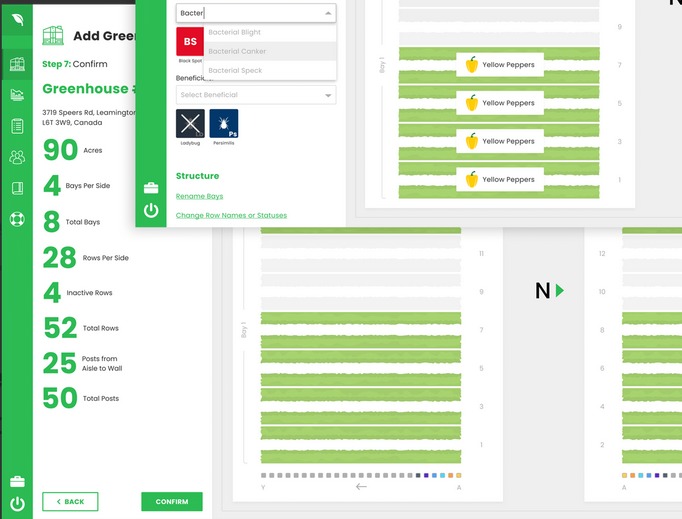 Add Gree
Step 7: Confirm
Greenhouse
3719 Speers Rd, Leamington
L6T 3W9, Canada
90 Acres
4 Bays Per Side
8 Total Bays
28 Rows Per Side
4 Inactive Rows
52 Total Rows
25 Posts from
Aisle to Wall
50 Total Posts
BACK
CONFIRM
Bacter
Bacterial Blight
Bacterial Canker
Bacterial Speck
BS
Black Spot
Select Beneficial
Ps
Ladybug
Persimilis
Structure
Rename Bays
Change Row Names or Statuses
Bay 1
9
7
Yellow Peppers
5
Yellow Peppers
3
Yellow Peppers
1
Yellow Peppers
Bay 1
11
9
7
5
3
1
Y
A
N
12
10
8
6
4
2
A